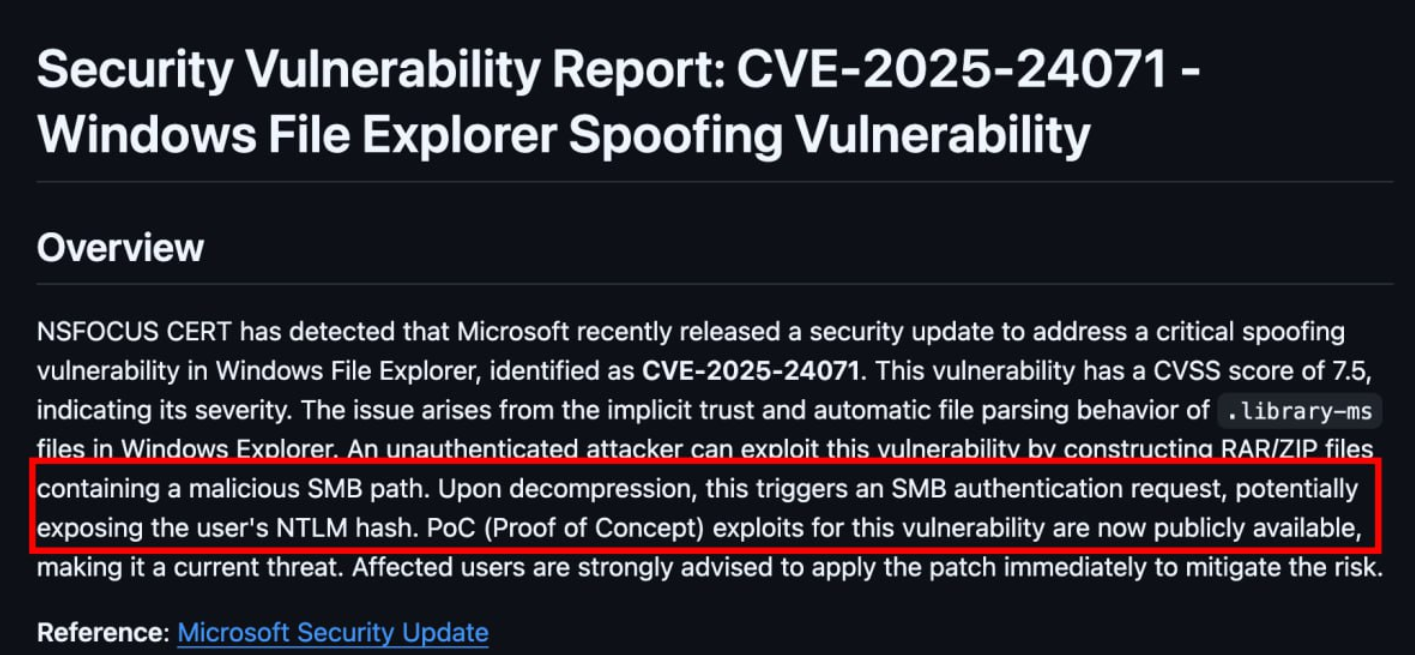 Security Vulnerability Report: CVE-2025-24071 -
Windows File Explorer Spoofing Vulnerability
Overview
NSFOCUS CERT has detected that Microsoft recently released a security update to address a critical spoofing
vulnerability in Windows File Explorer, identified as CVE-2025-24071. This vulnerability has a CVSS score of 7.5,
indicating its severity. The issue arises from the implicit trust and automatic file parsing behavior of .library-ms
files in Windows Explorer. An unauthenticated attacker can exploit this vulnerability by constructing RAR/ZIP files
containing a malicious SMB path. Upon decompression, this triggers an SMB authentication request, potentially
exposing the user's NTLM hash. PoC (Proof of Concept) exploits for this vulnerability are now publicly available,
making it a current threat. Affected users are strongly advised to apply the patch immediately to mitigate the risk.
Reference: Microsoft Security Update